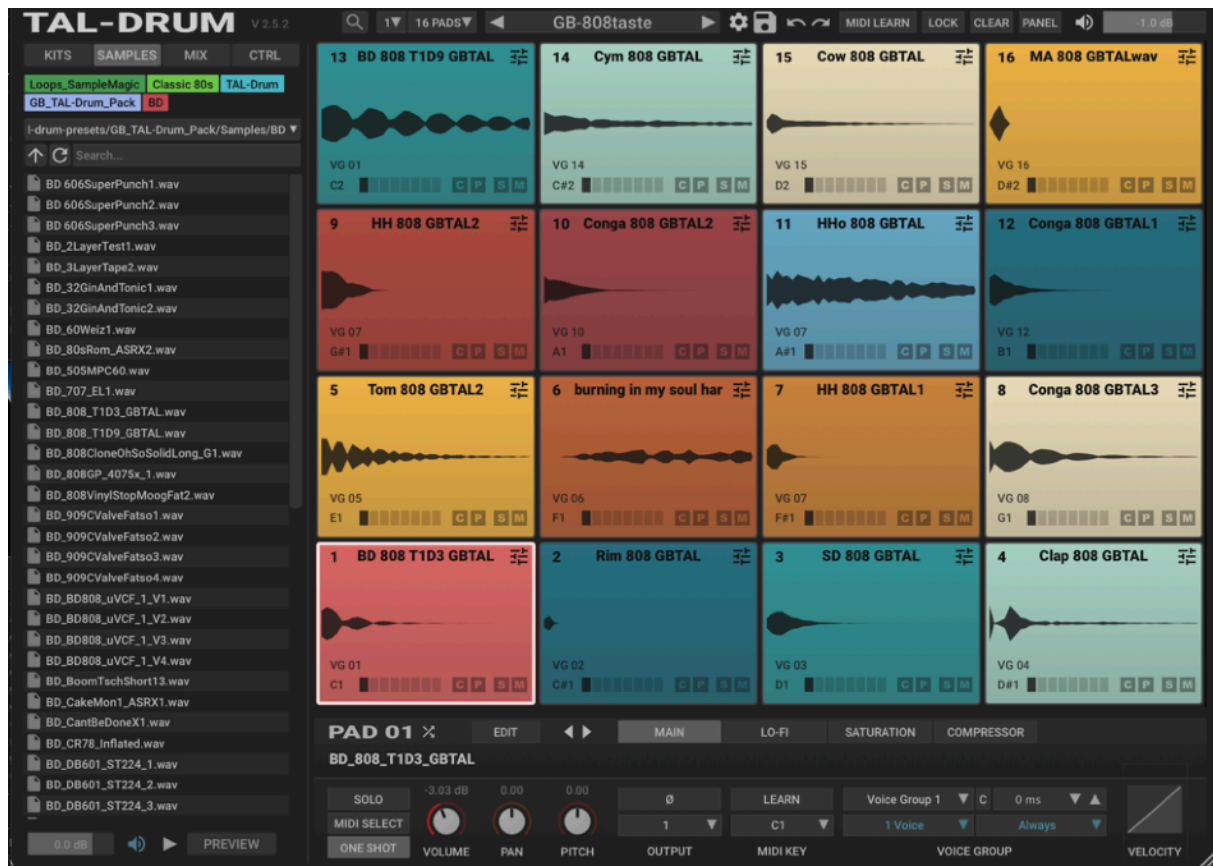 TAL-DRUM V 2.5.2
1 16 PADS GB-808taste MIDI LEARN LOCK CLEAR PANEL -1.0 dB
KITS SAMPLES MIX CTRL
Loops_SampleMagic Classic 80s TAL-Drum
GB_TAL-Drum_Pack BD
l-drum-presets/GB_TAL-Drum_Pack/Samples/BD
Search...
BD 606SuperPunch1.wav
BD 606SuperPunch2.wav
BD 606SuperPunch3.wav
BD_2LayerTest1.wav
BD_3LayerTape2.wav
BD_32GinAndTonic1.wav
BD_32GinAndTonic2.wav
BD_60Weiz1.wav
BD_80sRom_ASRX2.wav
BD_505MPC60.wav
BD_707_EL1.wav
BD_808_T1D3_GBTAL.wav
BD_808_T1D9_GBTAL.wav
BD_808CloneOhSoSolidLong_G1.wav
BD_808GP_4075x_1.wav
BD_808VinylStopMoogFat2.wav
BD_909CValveFatso1.wav
BD_909CValveFatso2.wav
BD_909CValveFatso3.wav
BD_909CValveFatso4.wav
BD_BD808_uVCF_1_V1.wav
BD_BD808_uVCF_1_V2.wav
BD_BD808_uVCF_1_V3.wav
BD_BD808_uVCF_1_V4.wav
BD_BoomTschShort13.wav
BD_CakeMon1_ASRX1.wav
BD_CantBeDoneX1.wav
BD_CR78_Inflated.wav
BD_DB601_ST224_1.wav
BD_DB601_ST224_2.wav
BD_DB601_ST224_3.wav
0.0 dB PREVIEW
13 BD 808 T1D9 GBTAL
VG 01
C2 C P S M
14 Cym 808 GBTAL
VG 14
C#2 C P S M
15 Cow 808 GBTAL
VG 15
D2 C P S M
16 MA 808 GBTALwav
VG 16
D#2 C P S M
9 HH 808 GBTAL2
VG 07
G#1 C P S M
10 Conga 808 GBTAL2
VG 10
A1 C P S M
11 HHo 808 GBTAL
VG 07
A#1 C P S M
12 Conga 808 GBTAL1
VG 12
B1 C P S M
5 Tom 808 GBTAL2
VG 05
E1 C P S M
6 burning in my soul har
VG 06
F1 C P S M
7 HH 808 GBTAL1
VG 07
F#1 C P S M
8 Conga 808 GBTAL3
VG 08
G1 C P S M
1 BD 808 T1D3 GBTAL
VG 01
C1 C P S M
2 Rim 808 GBTAL
VG 02
C#1 C P S M
3 SD 808 GBTAL
VG 03
D1 C P S M
4 Clap 808 GBTAL
VG 04
D#1 C P S M
PAD 01 EDIT MAIN LO-FI SATURATION COMPRESSOR
BD_808_T1D3_GBTAL
-3.03 dB 0.00 0.00
SOLO Ø LEARN Voice Group 1 C 0 ms
MIDI SELECT 1 C1 1 Voice Always
ONE SHOT VOLUME PAN PITCH OUTPUT MIDI KEY VOICE GROUP VELOCITY